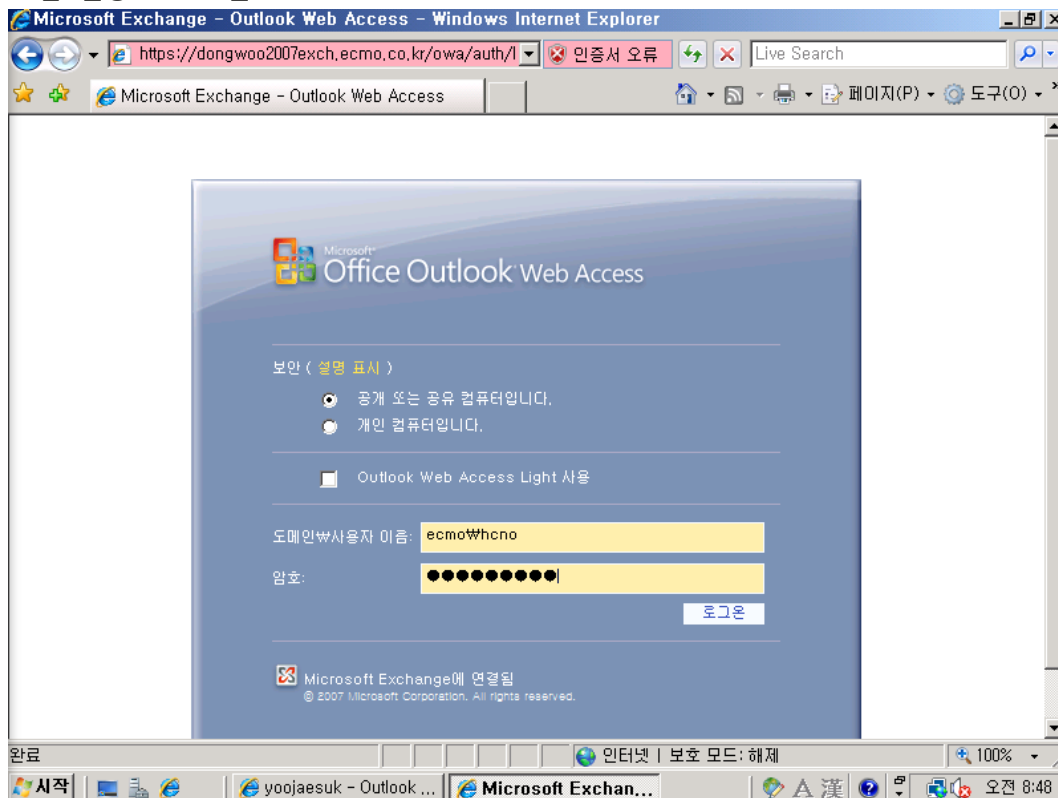 Microsoft Exchange - Outlook Web Access - Windows Internet Explorer
https://dongwoo2007exch.ecmo.co.kr/owa/auth/l
인증서 오류
Live Search
Microsoft Exchange - Outlook Web Access
페이지(P)
도구(O)
Microsoft
Office Outlook Web Access
보안 ( 설명 표시 )
공개 또는 공유 컴퓨터입니다.
개인 컴퓨터입니다.
Outlook Web Access Light 사용
도메인₩사용자 이름: ecmo₩hcno
암호: ●●●●●●●●●
로그온
Microsoft Exchange에 연결됨
© 2007 Microsoft Corporation. All rights reserved.
완료
인터넷 | 보호 모드: 해제
100%
시작
yoojaesuk - Outlook ...
Microsoft Exchan...
A 漢
오전 8:48